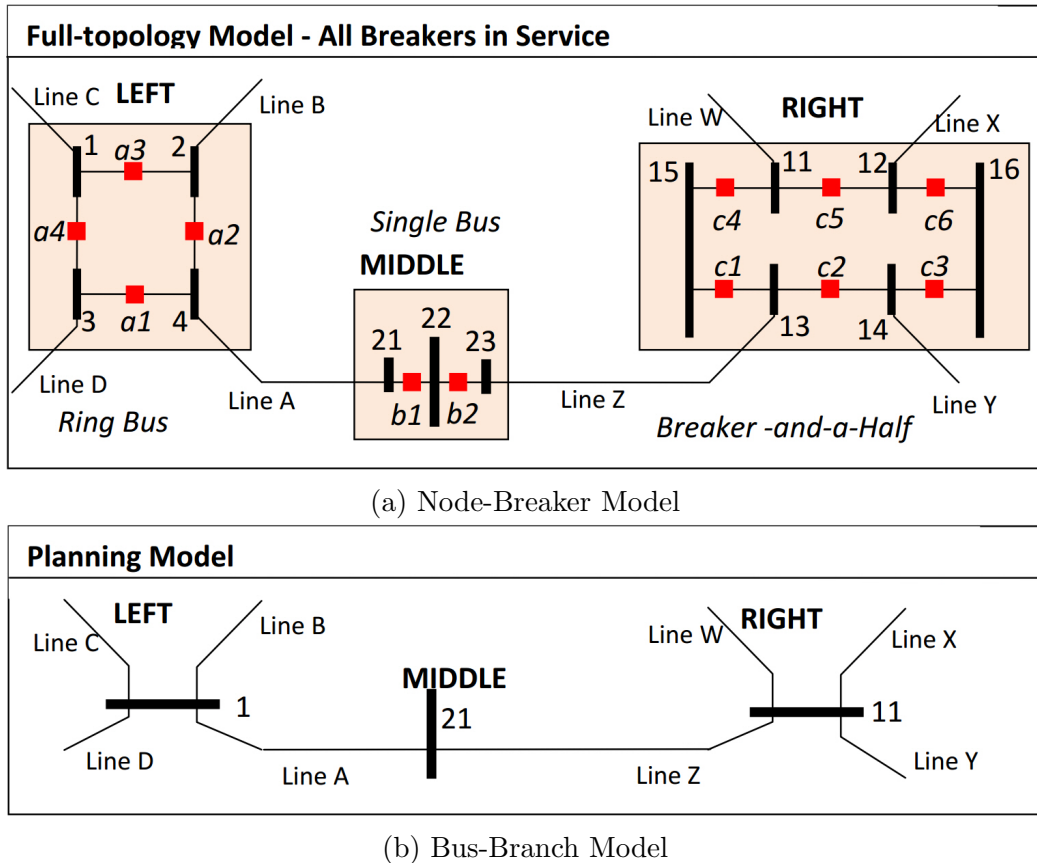 Full-topology Model - All Breakers in Service
Line C
LEFT
Line B
1
a3
2
a4
a2
3
a1
4
Line D
Line A
Ring Bus
Single Bus
MIDDLE
21
22
23
b1
b2
Line Z
Line W
RIGHT
Line X
15
11
12
16
c4
c5
c6
c1
c2
c3
13
14
Line Y
Breaker -and-a-Half
(a) Node-Breaker Model
Planning Model
LEFT
Line C
Line B
1
Line D
Line A
MIDDLE
21
Line Z
Line W
RIGHT
Line X
11
Line Y
(b) Bus-Branch Model